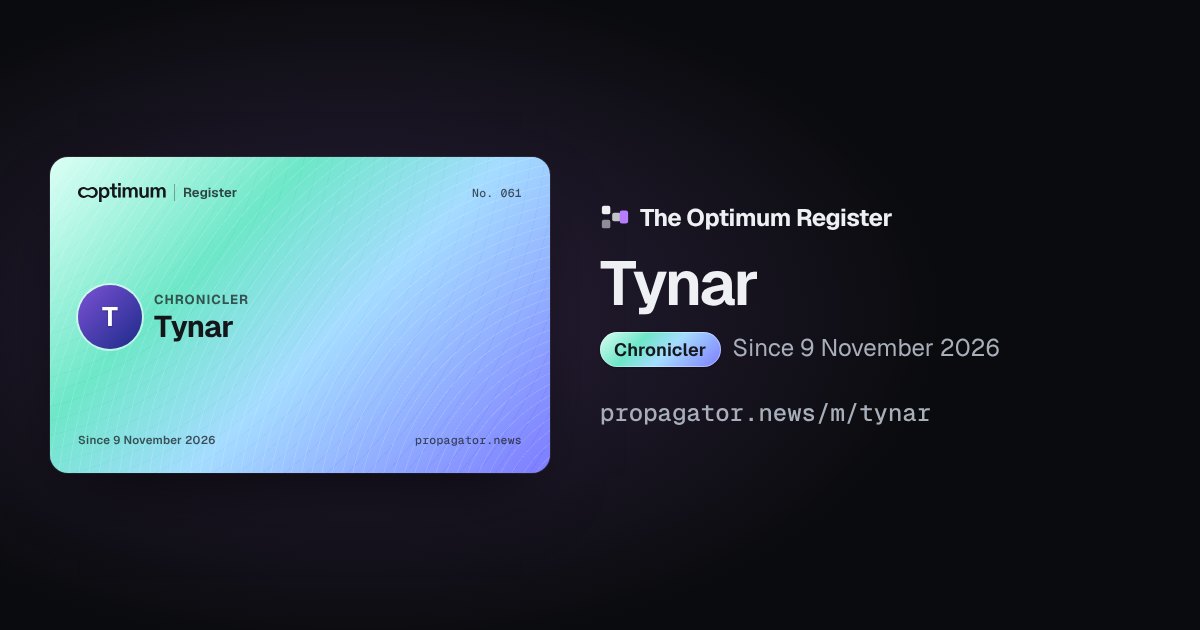 optimum | Register
No. 061
T
CHRONICLER
Tynar
Since 9 November 2026
propagator.news
The Optimum Register
Tynar
Chronicler
Since 9 November 2026
propagator.news/m/tynar